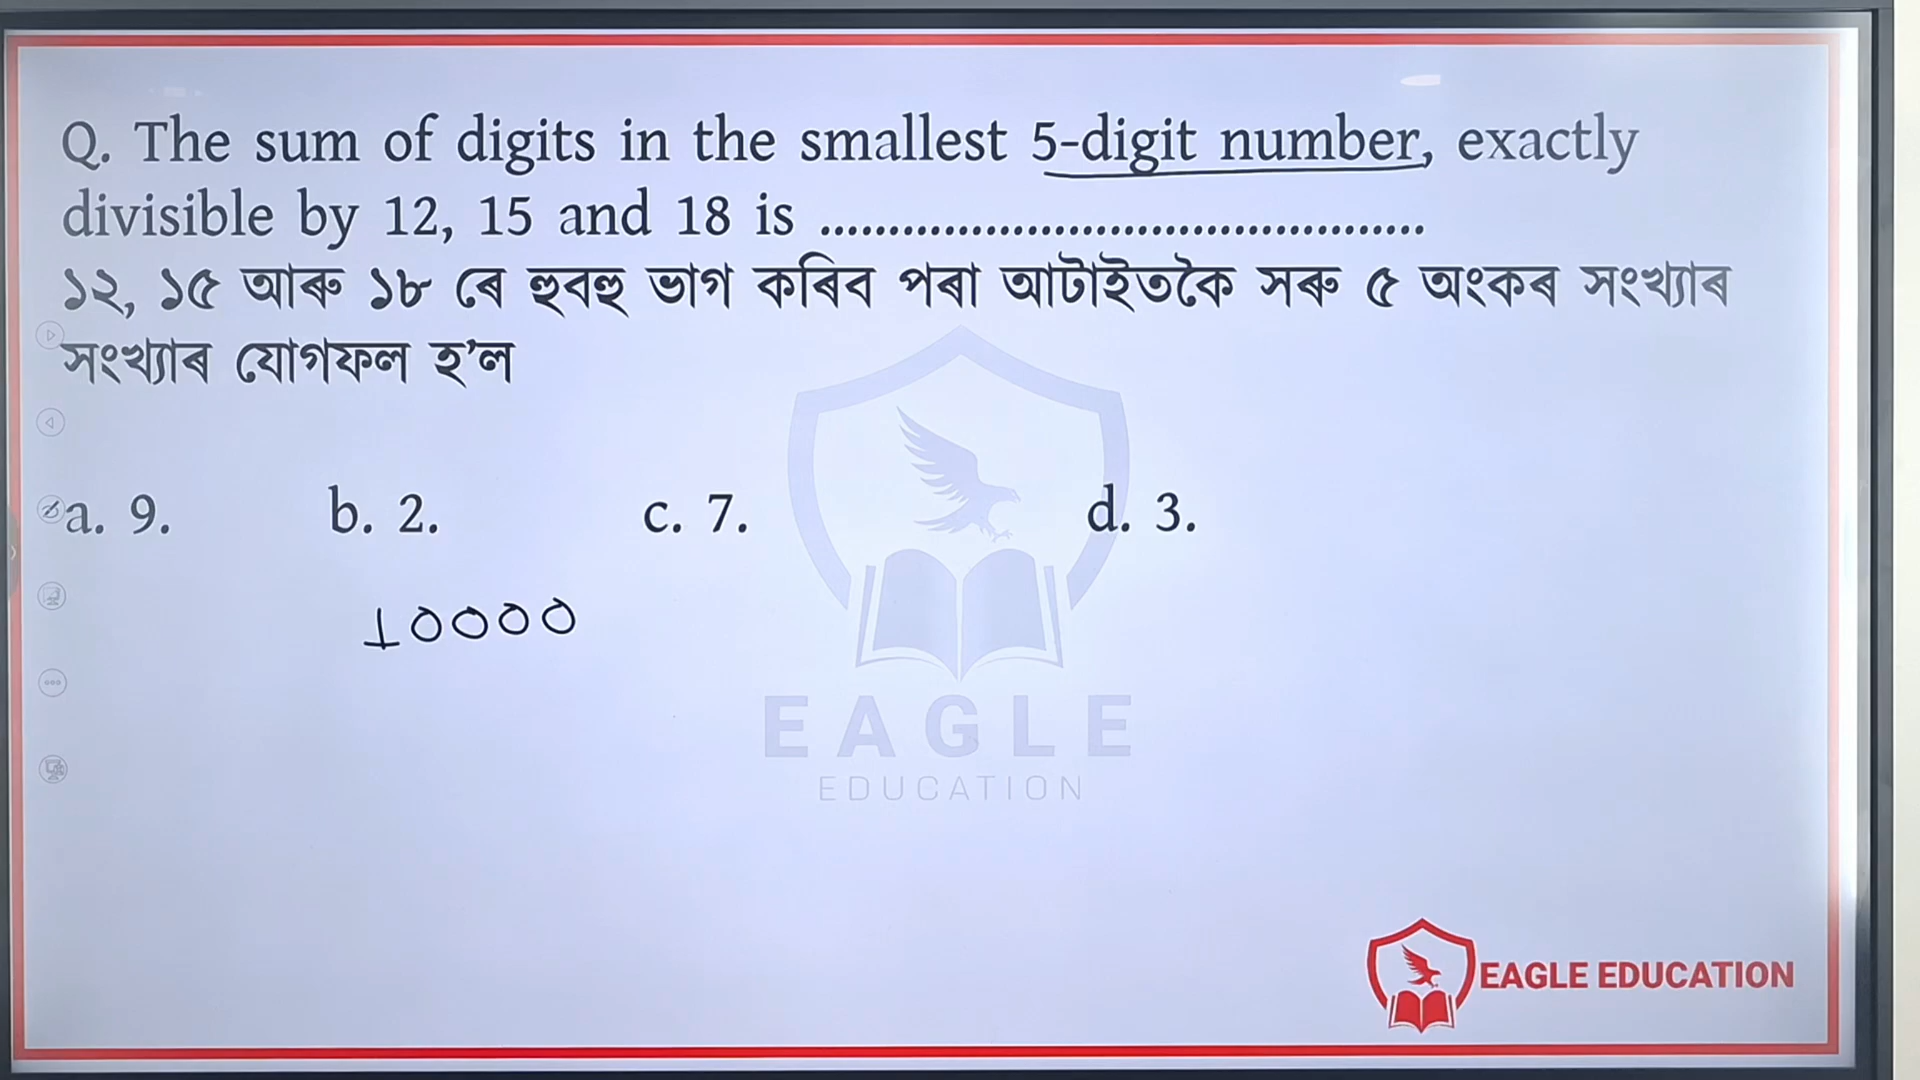 Q. The sum of digits in the smallest 5-digit number, exactly
divisible by 12, 15 and 18 is .............................................
১২, ১৫ আৰু ১৮ ৰে হুবহু ভাগ কৰিব পৰা আটাইতকৈ সৰু ৫ অংকৰ সংখ্যাৰ
সংখ্যাৰ যোগফল হ’ল
a. 9. b. 2. c. 7. d. 3.
10000
EAGLE
EDUCATION
EAGLE EDUCATION